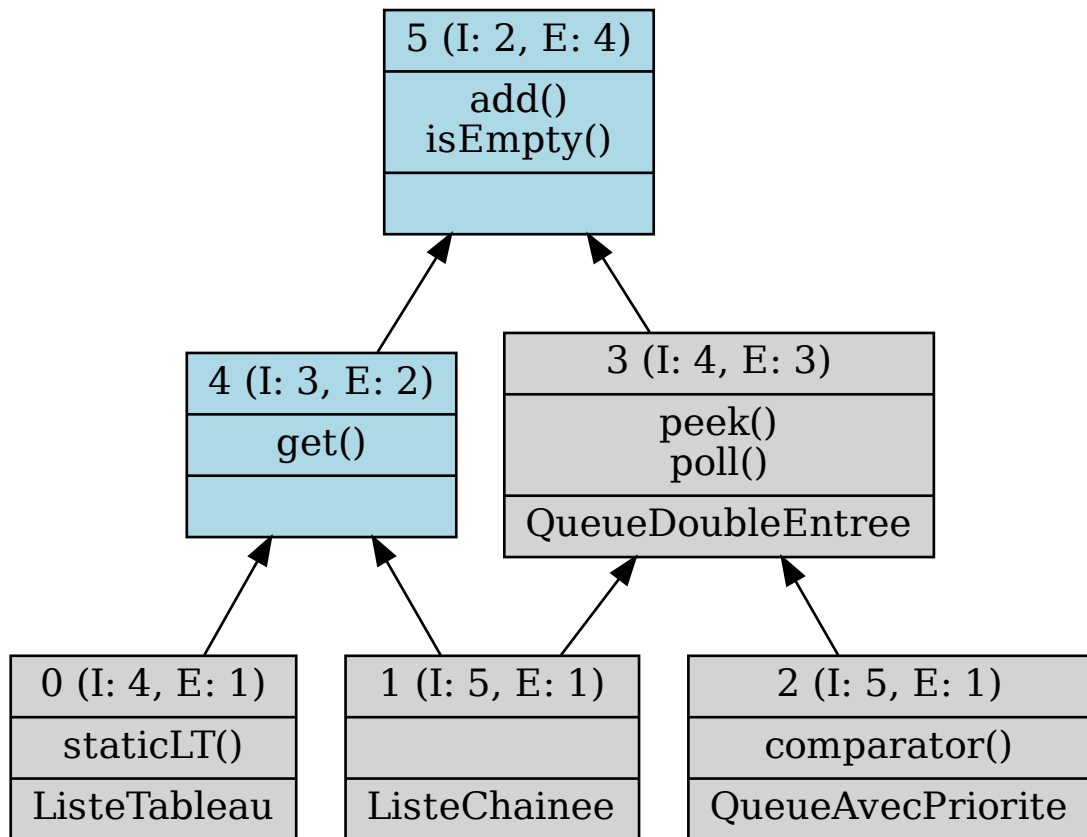 5 (I: 2, E: 4)
add()
isEmpty()
4 (I: 3, E: 2)
get()
3 (I: 4, E: 3)
peek()
poll()
QueueDoubleEntree
0 (I: 4, E: 1)
staticLT()
ListeTableau
1 (I: 5, E: 1)
ListeChainee
2 (I: 5, E: 1)
comparator()
QueueAvecPriorite